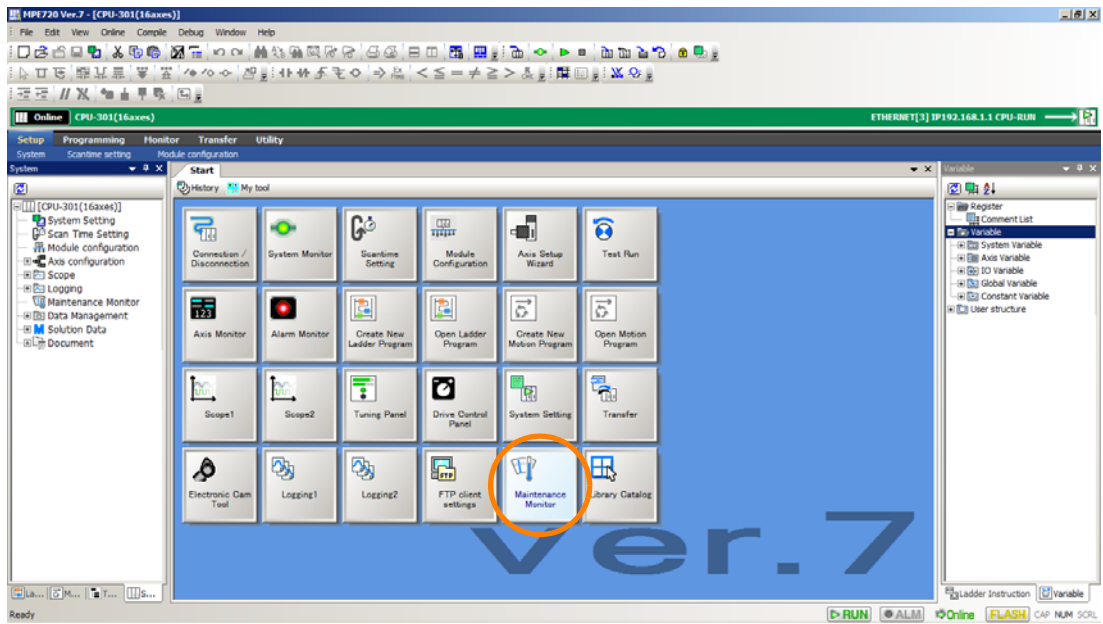 MPE720 Ver.7 - [CPU-301(16axes)]
File Edit View Online Compile Debug Window Help
Online CPU-301(16axes) ETHERNET[3] IP192.168.1.1 CPU-RUN
Setup Programming Monitor Transfer Utility
System Scantime setting Module configuration
System
Start
Variable
History My tool
[CPU-301(16axes)]
System Setting
Scan Time Setting
Module configuration
Axis configuration
Scope
Logging
Maintenance Monitor
Data Management
Solution Data
Document
Connection / Disconnection
System Monitor
Scantime Setting
Module Configuration
Axis Setup Wizard
Test Run
123
Axis Monitor
Alarm Monitor
Create New Ladder Program
Open Ladder Program
Create New Motion Program
Open Motion Program
Scope1
Scope2
Tuning Panel
Drive Control Panel
System Setting
Transfer
Electronic Cam Tool
Logging1
Logging2
FTP
FTP client settings
Maintenance Monitor
Library Catalog
Ver.7
Register
Comment List
Variable
System Variable
Axis Variable
IO Variable
Global Variable
Constant Variable
User structure
La... M... T... S...
Ladder Instruction Variable
Ready RUN ALM Online FLASH CAP NUM SCRL